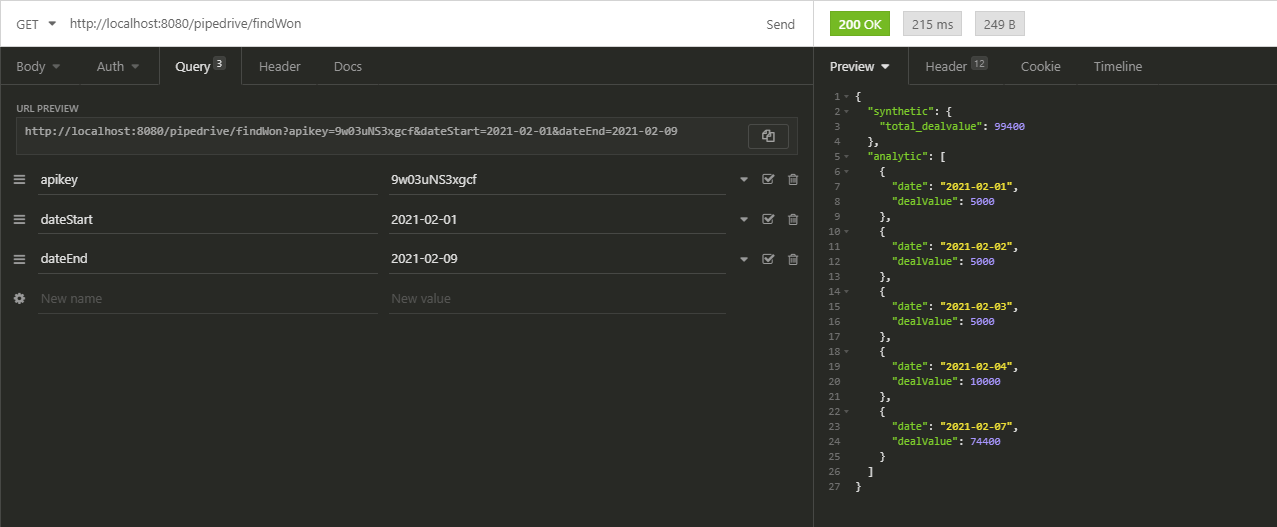 GET http://localhost:8080/pipedrive/findWon Send
Body Auth Query 3 Header Docs
URL PREVIEW
http://localhost:8080/pipedrive/findWon?apikey=9w03uNS3xgcf&dateStart=2021-02-01&dateEnd=2021-02-09
apikey 9w03uNS3xgcf
dateStart 2021-02-01
dateEnd 2021-02-09
New name New value
200 OK 215 ms 249 B
Preview Header 12 Cookie Timeline
1 {
2 "synthetic": {
3 "total_dealvalue": 99400
4 },
5 "analytic": [
6 {
7 "date": "2021-02-01",
8 "dealValue": 5000
9 },
10 {
11 "date": "2021-02-02",
12 "dealValue": 5000
13 },
14 {
15 "date": "2021-02-03",
16 "dealValue": 5000
17 },
18 {
19 "date": "2021-02-04",
20 "dealValue": 10000
21 },
22 {
23 "date": "2021-02-07",
24 "dealValue": 74400
25 }
26 ]
27 }